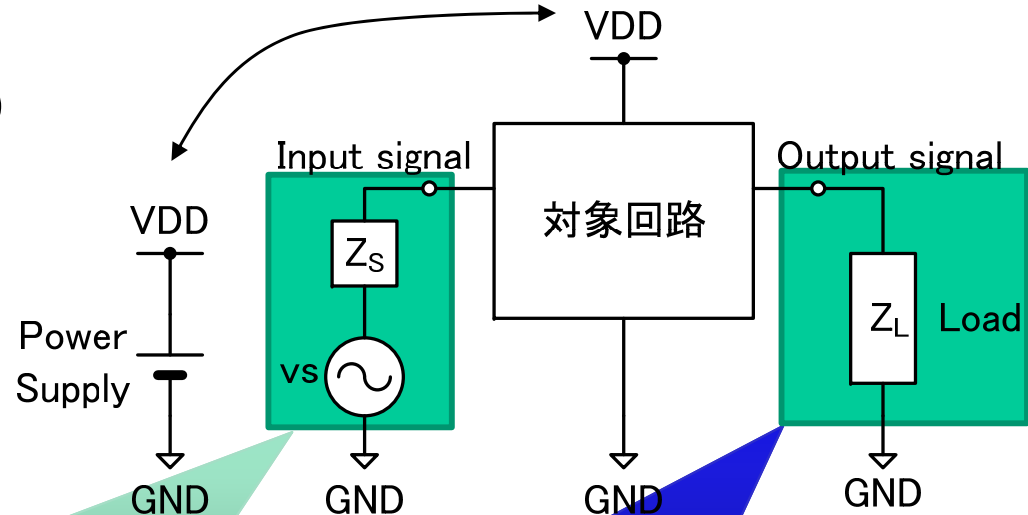 VDD
)
Input signal
Output signal
VDD
対象回路
ZS
ZL
Load
Power
Supply
vs
GND
GND
GND
GND